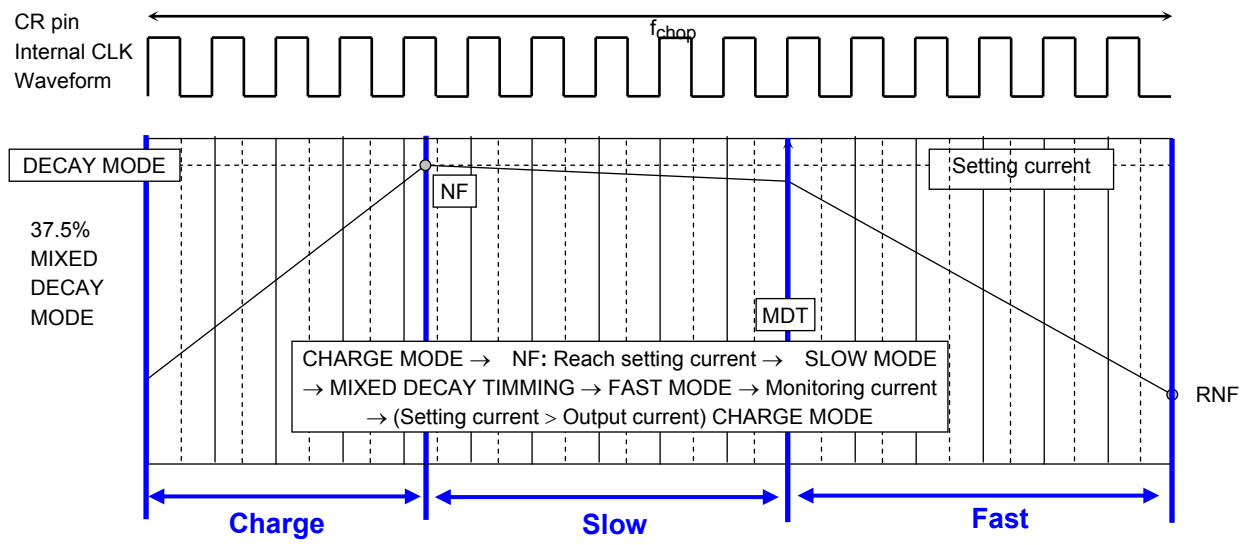 CR pin
Internal CLK
Waveform
fchop
DECAY MODE
Setting current
NF
37.5%
MIXED
DECAY
MODE
MDT
CHARGE MODE → NF: Reach setting current → SLOW MODE
→ MIXED DECAY TIMMING → FAST MODE → Monitoring current
→ (Setting current > Output current) CHARGE MODE
RNF
Charge
Slow
Fast